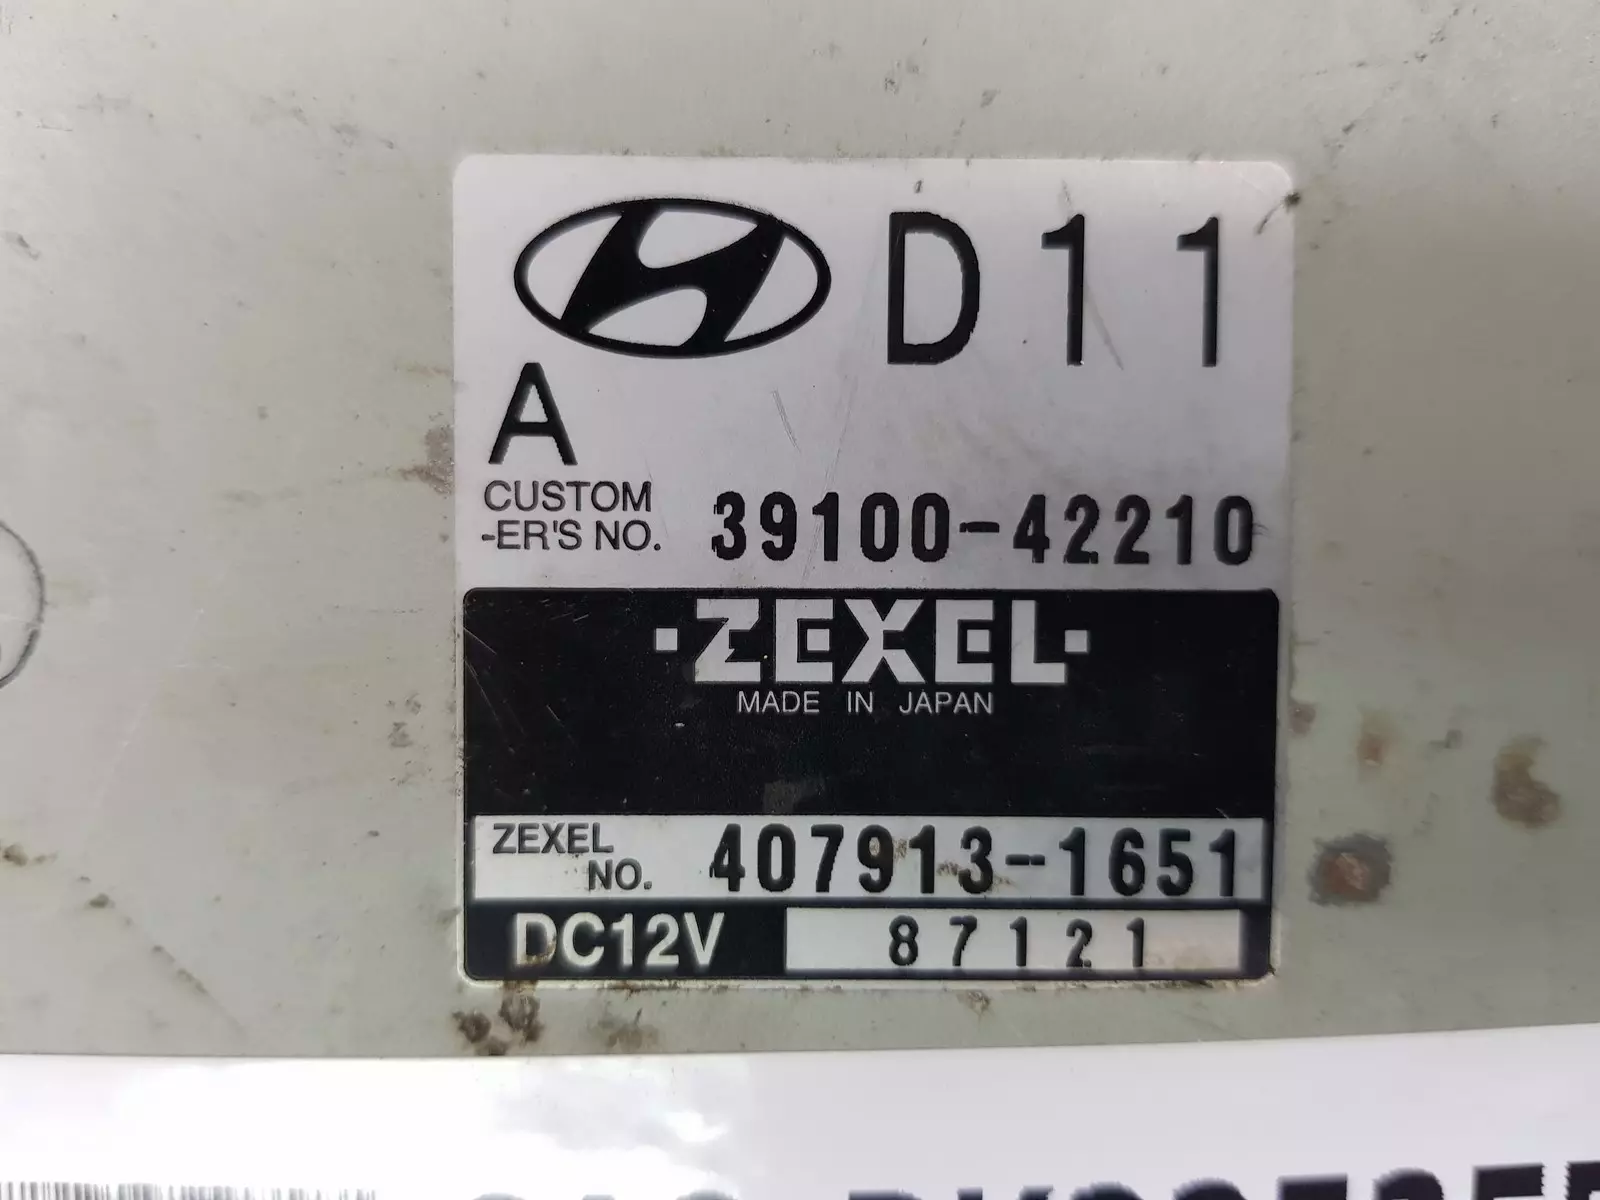 D11
A
CUSTOM
-ER'S NO. 39100-42210
ZEXEL
MADE IN JAPAN
ZEXEL
NO. 407913-1651
DC12V 87121